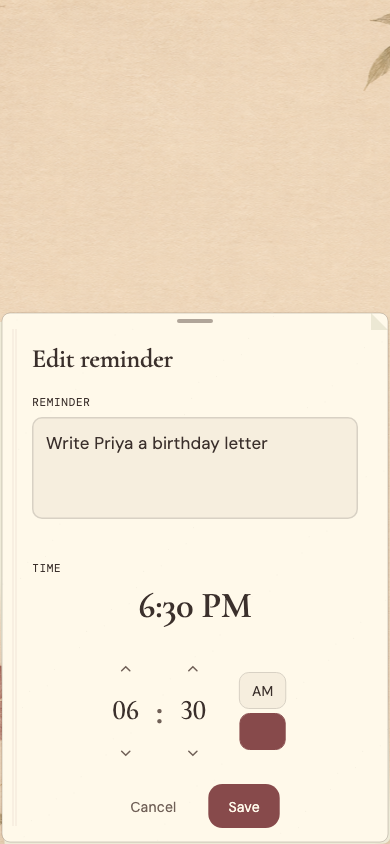 Edit reminder
REMINDER
Write Priya a birthday letter
TIME
6:30 PM
06 : 30
AM
Cancel
Save